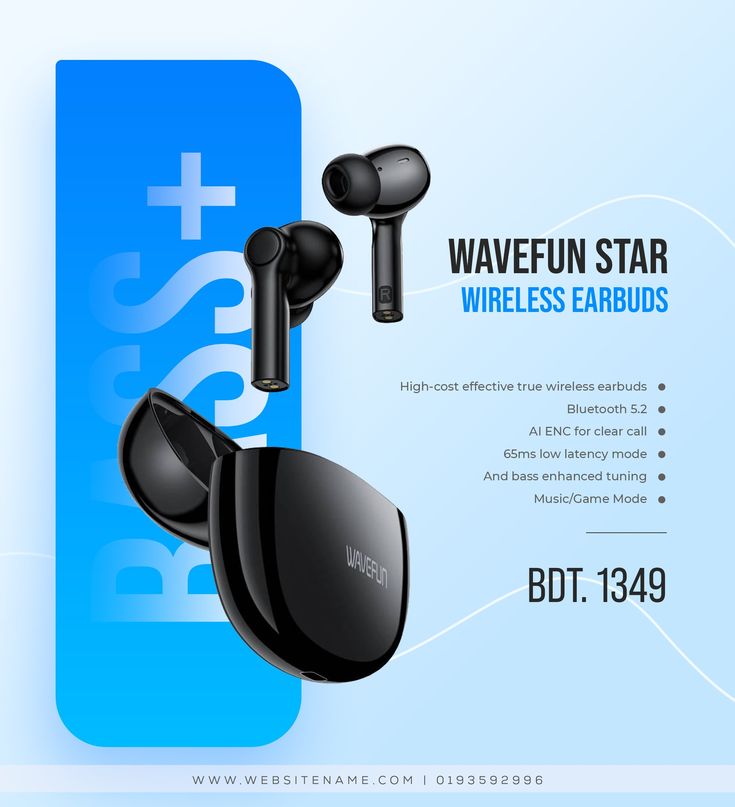 BASS+
R
WAVEFUN STAR
WIRELESS EARBUDS
High-cost effective true wireless earbuds
Bluetooth 5.2
AI ENC for clear call
65ms low latency mode
And bass enhanced tuning
Music/Game Mode
WAVEFUN
BDT. 1349
WWW.WEBSITENAME.COM | 0193592996